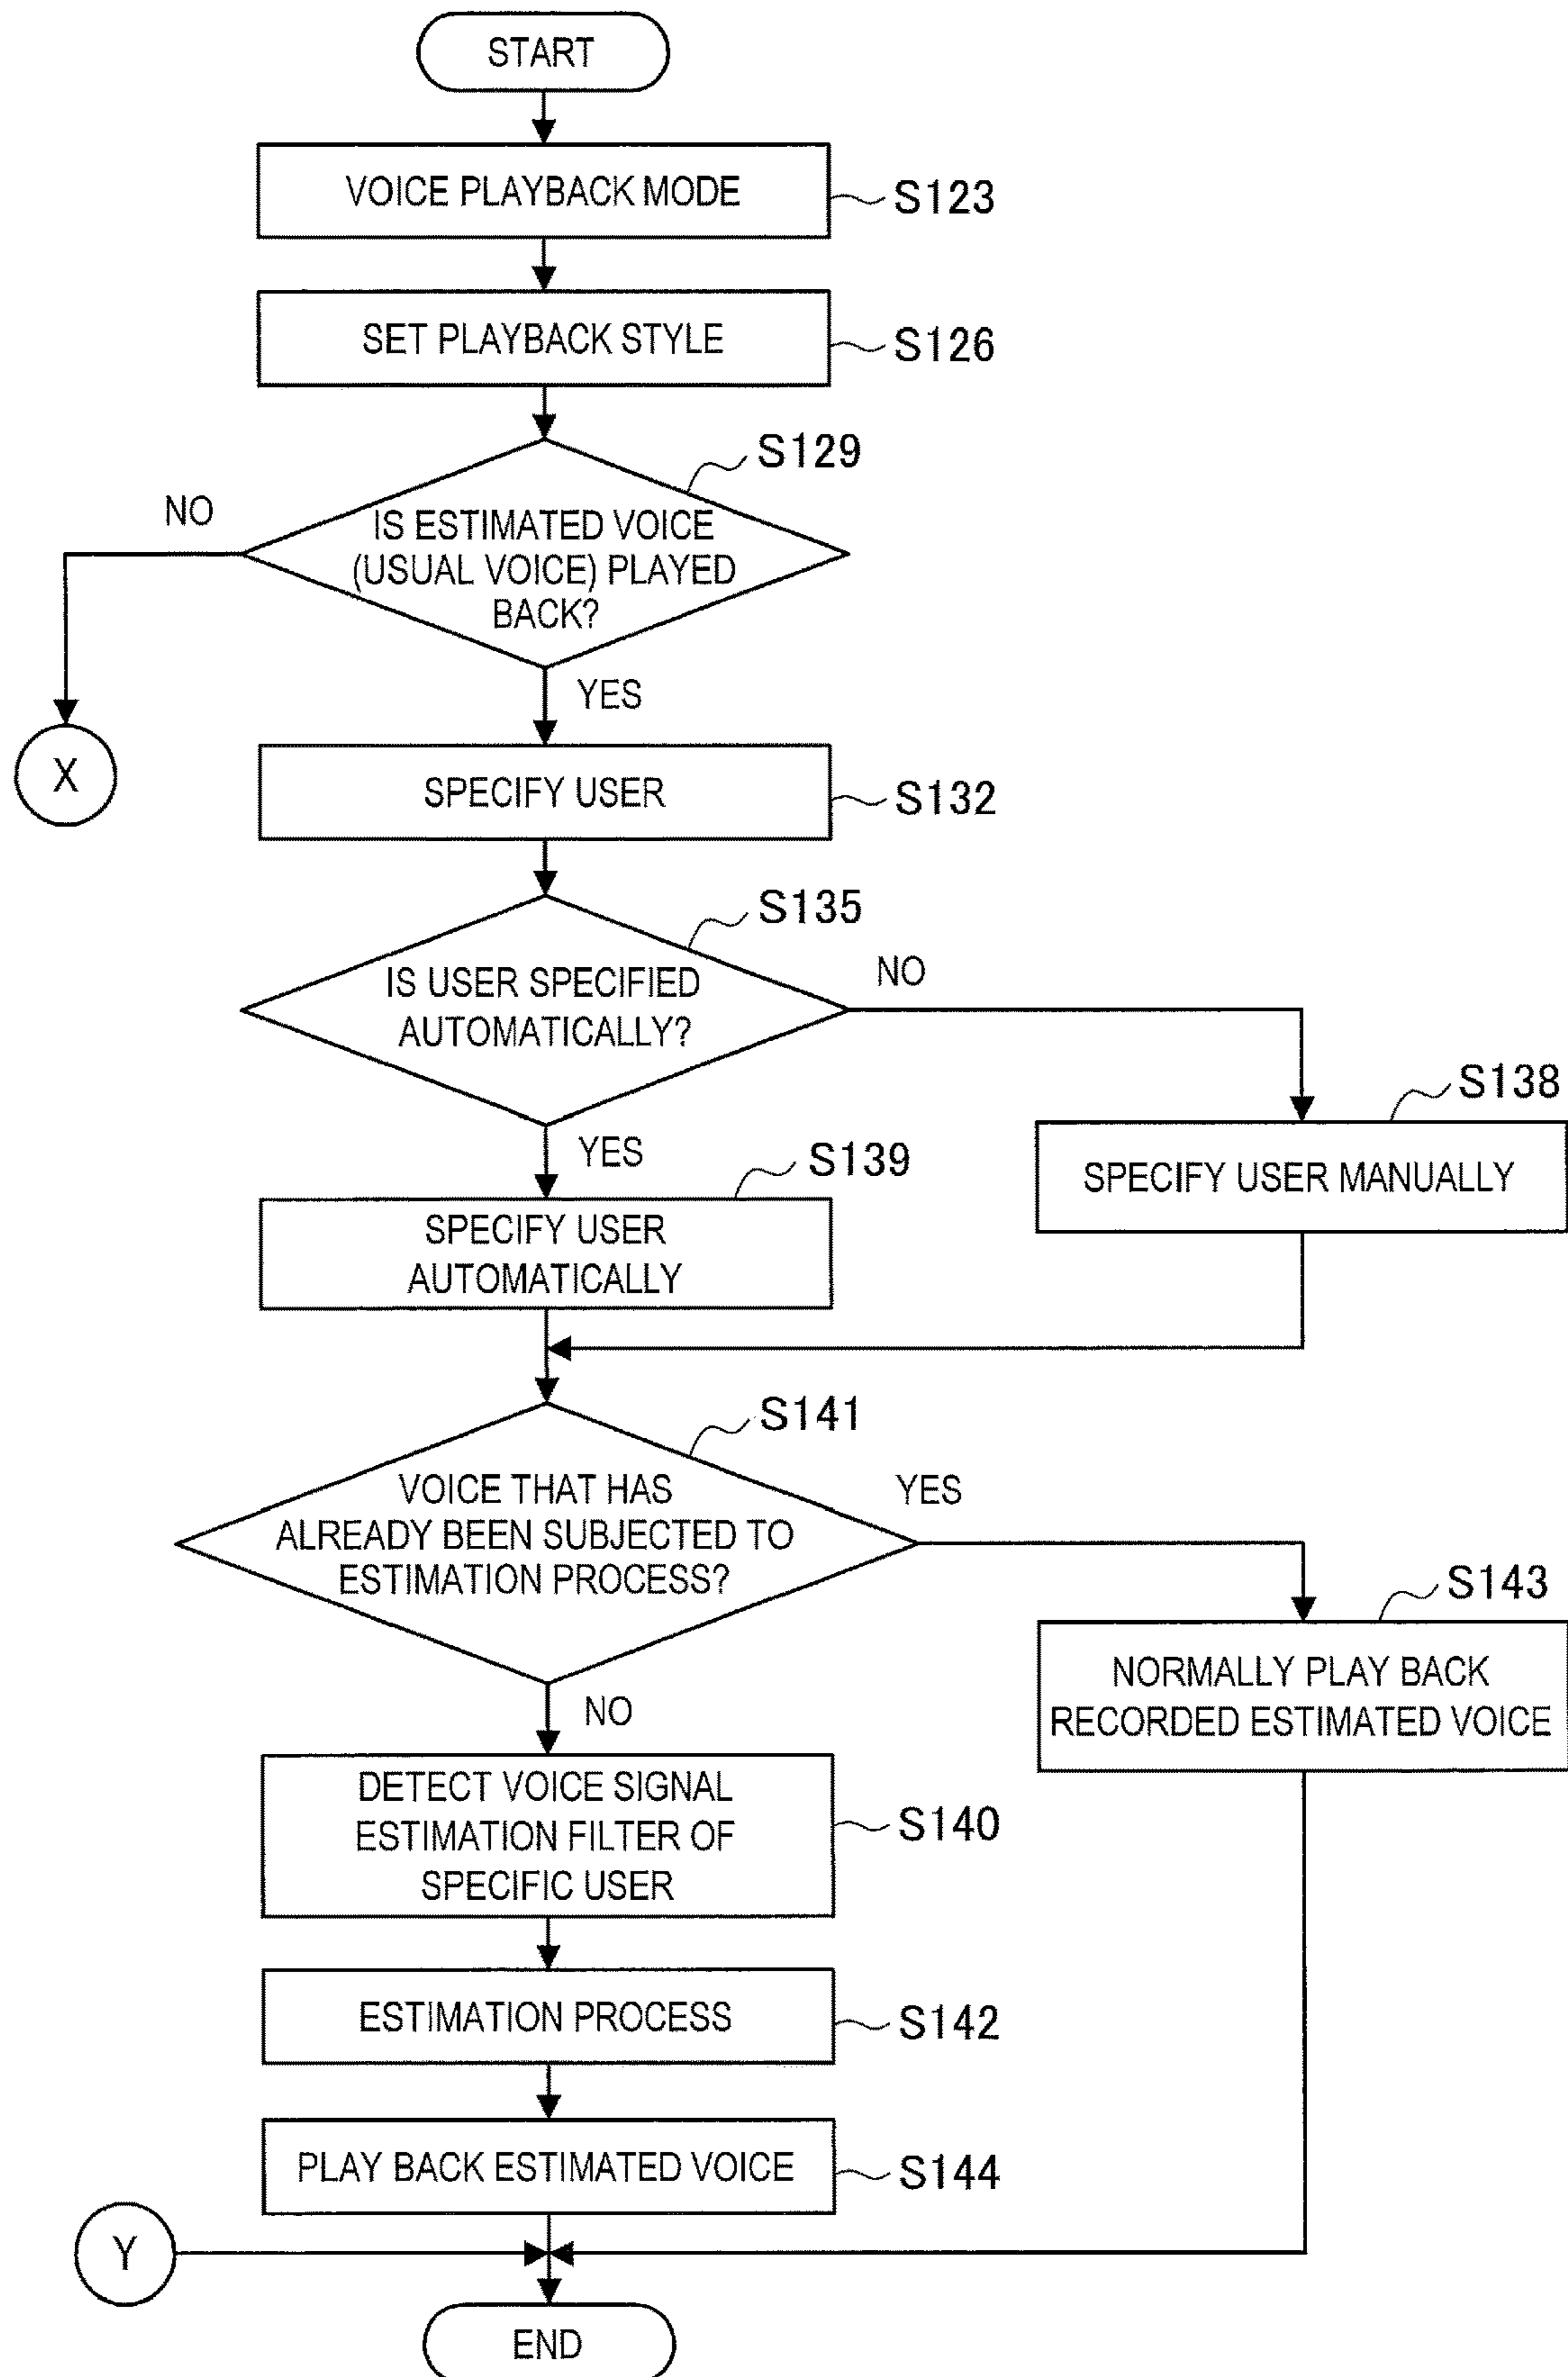 START
VOICE PLAYBACK MODE
S123
SET PLAYBACK STYLE
S126
S129
NO
IS ESTIMATED VOICE
(USUAL VOICE) PLAYED
BACK?
YES
X
SPECIFY USER
S132
S135
IS USER SPECIFIED
AUTOMATICALLY?
NO
S138
SPECIFY USER MANUALLY
YES
S139
SPECIFY USER
AUTOMATICALLY
S141
VOICE THAT HAS
ALREADY BEEN SUBJECTED TO
ESTIMATION PROCESS?
YES
S143
NORMALLY PLAY BACK
RECORDED ESTIMATED VOICE
NO
DETECT VOICE SIGNAL
ESTIMATION FILTER OF
SPECIFIC USER
S140
ESTIMATION PROCESS
S142
PLAY BACK ESTIMATED VOICE
S144
Y
END